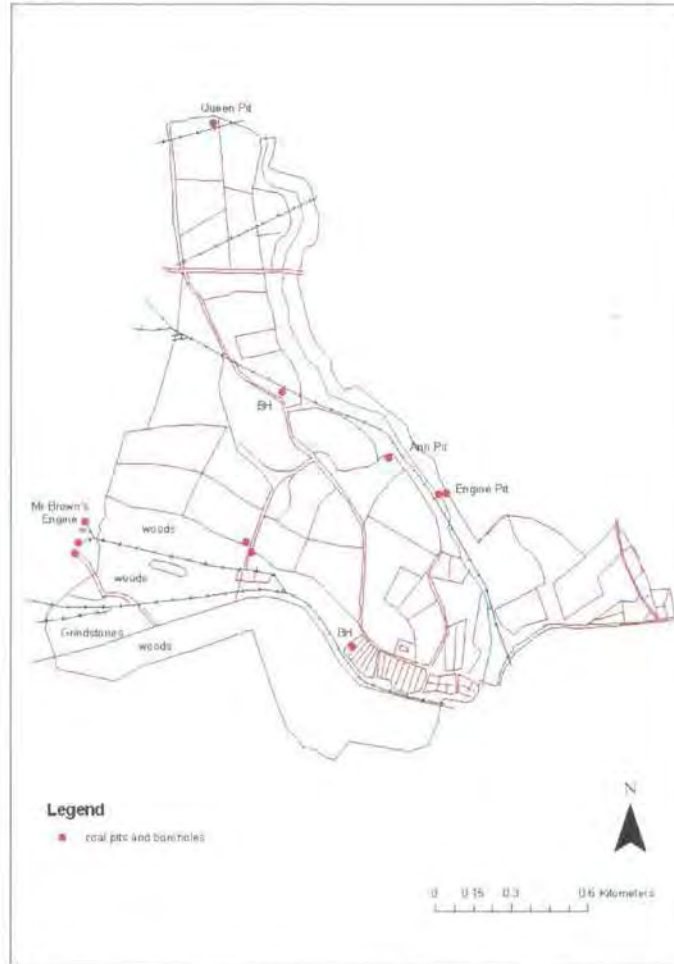 Queen Pit
BH
Ann Pit
Engine Pit
Mr Brown's
Engine
woods
woods
Grindstones
woods
BH
Legend
coal pits and boreholes
N
0 0.15 0.3 0.6 Kilometers